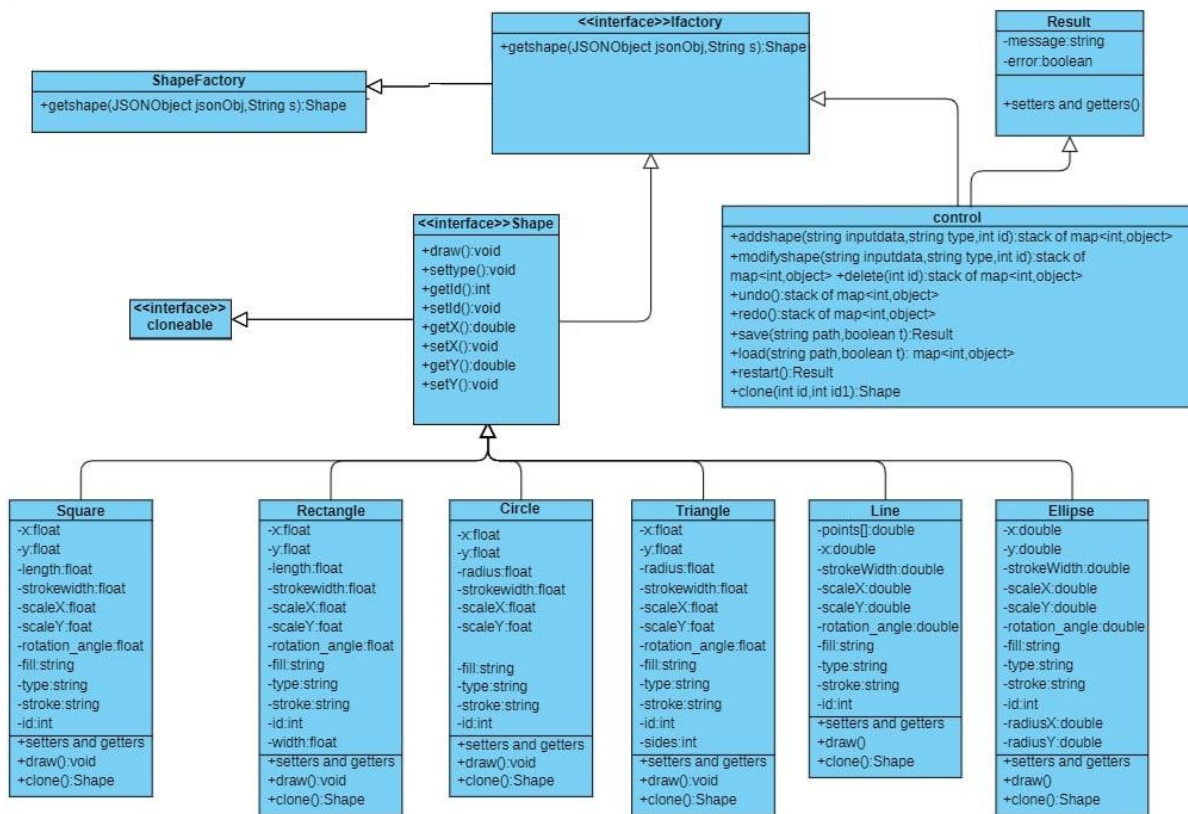 <<interface>>Ifactory
+getshape(JSONObject jsonObj,String s):Shape
Result
-message:string
-error:boolean
+setters and getters()
ShapeFactory
+getshape(JSONObject jsonObj,String s):Shape
<<interface>>Shape
+draw():void
+settype():void
+getId():int
+setId():void
+getX():double
+setX():void
+getY():double
+setY():void
<<interface>>
cloneable
control
+addshape(string inputdata,string type,int id):stack of map<int,object>
+modifyshape(string inputdata,string type,int id):stack of
map<int,object> +delete(int id):stack of map<int,object>
+undo():stack of map<int,object>
+redo():stack of map<int,object>
+save(string path,boolean t):Result
+load(string path,boolean t): map<int,object>
+restart():Result
+clone(int id,int id1):Shape
Square
-x:float
-y:float
-length:float
-strokewidth:float
-scaleX:float
-scaleY:foat
-rotation_angle:float
-fill:string
-type:string
-stroke:string
-id:int
+setters and getters
+draw():void
+clone():Shape
Rectangle
-x:float
-y:float
-length:float
-strokewidth:float
-scaleX:float
-scaleY:foat
-rotation_angle:float
-fill:string
-type:string
-stroke:string
-id:int
-width:float
+setters and getters
+draw():void
+clone():Shape
Circle
-x:float
-y:float
-radius:float
-strokewidth:float
-scaleX:float
-scaleY:foat
-fill:string
-type:string
-stroke:string
-id:int
+setters and getters
+draw():void
+clone():Shape
Triangle
-x:float
-y:float
-radius:float
-strokewidth:float
-scaleX:float
-scaleY:foat
-rotation_angle:float
-fill:string
-type:string
-stroke:string
-id:int
-sides:int
+setters and getters
+draw():void
+clone():Shape
Line
-points[]:double
-x:double
-strokeWidth:double
-scaleX:double
-scaleY:double
-rotation_angle:double
-fill:string
-type:string
-stroke:string
-id:int
+setters and getters
+draw()
+clone():Shape
Ellipse
-x:double
-y:double
-strokeWidth:double
-scaleX:double
-scaleY:double
-rotation_angle:double
-fill:string
-type:string
-stroke:string
-id:int
-radiusX:double
-radiusY:double
+setters and getters
+draw()
+clone():Shape